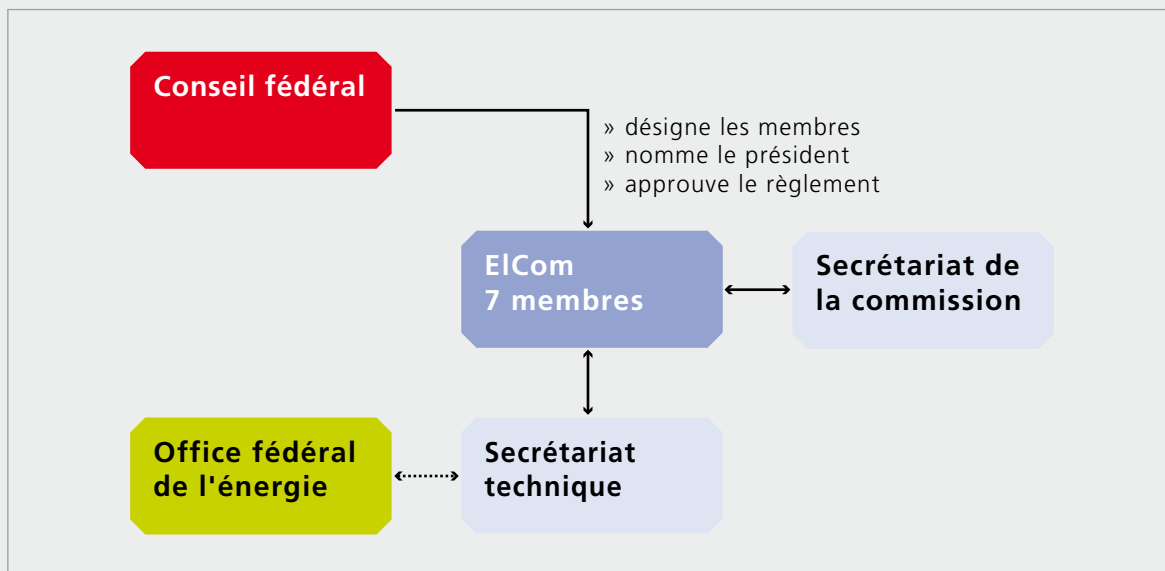 Conseil fédéral
» désigne les membres
» nomme le président
» approuve le règlement
ElCom
7 membres
Secrétariat de
la commission
Office fédéral
de l'énergie
Secrétariat
technique